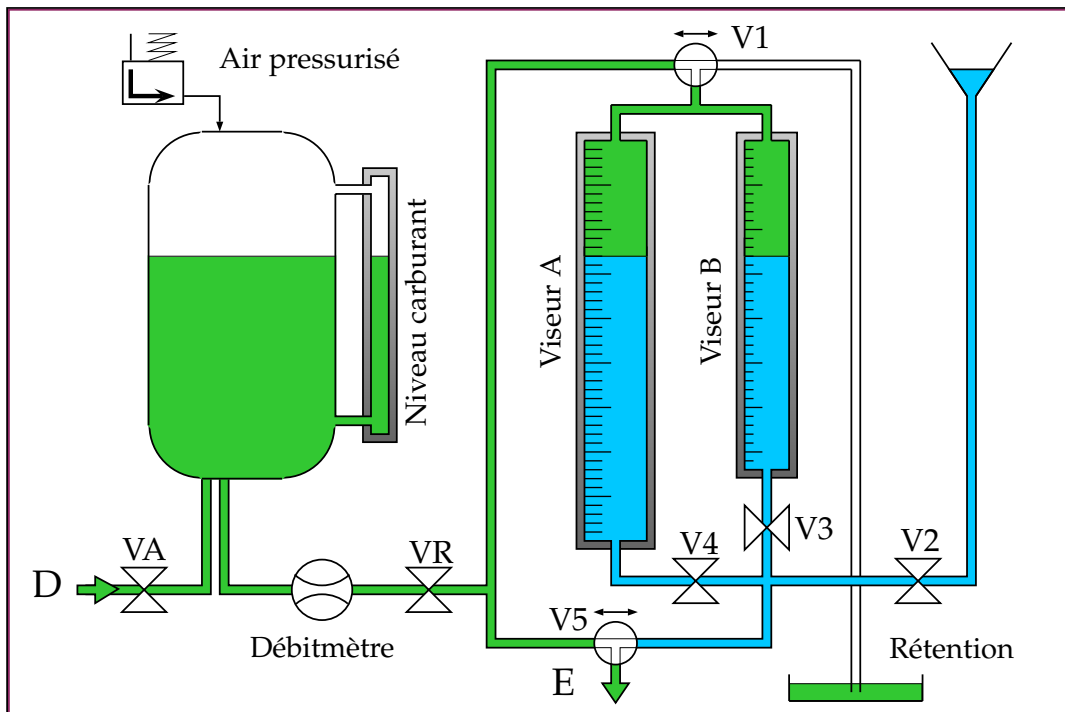 Air pressurisé
V1
Niveau carburant
Viseur A
Viseur B
V3
V4
V2
VA
VR
D
V5
Débitmètre
E
Rétention